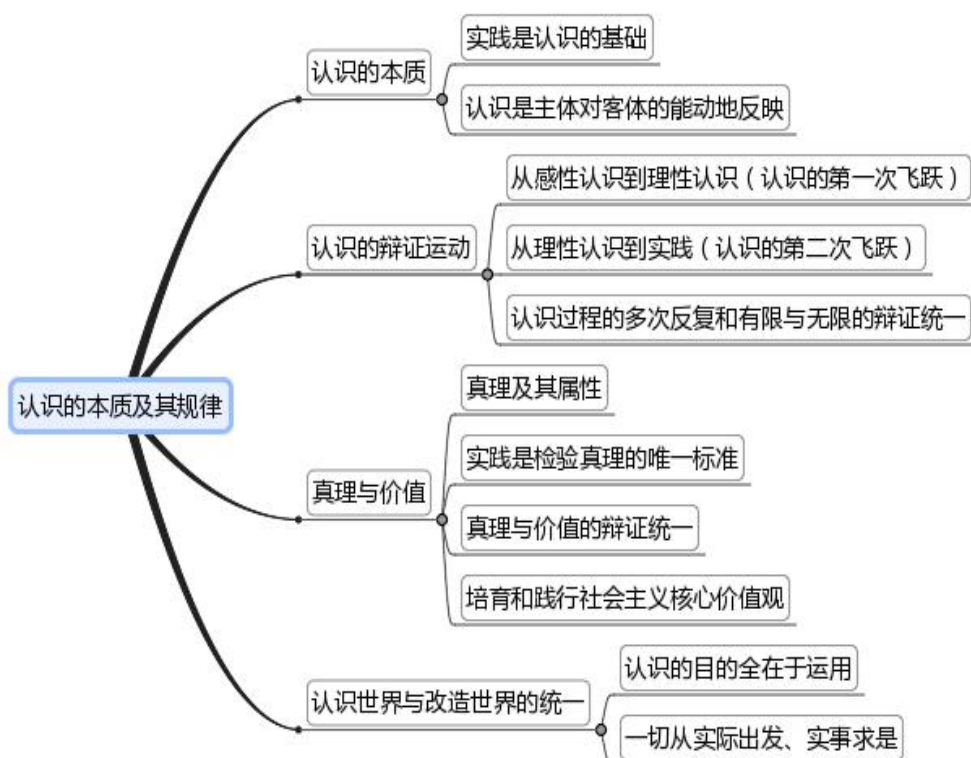 实践是认识的基础
认识的本质
认识是主体对客体的能动地反映
从感性认识到理性认识（认识的第一次飞跃）
认识的辩证运动
从理性认识到实践（认识的第二次飞跃）
认识过程的多次反复和有限与无限的辩证统一
认识的本质及其规律
真理及其属性
实践是检验真理的唯一标准
真理与价值
真理与价值的辩证统一
培育和践行社会主义核心价值观
认识的目的全在于运用
认识世界与改造世界的统一
一切从实际出发、实事求是